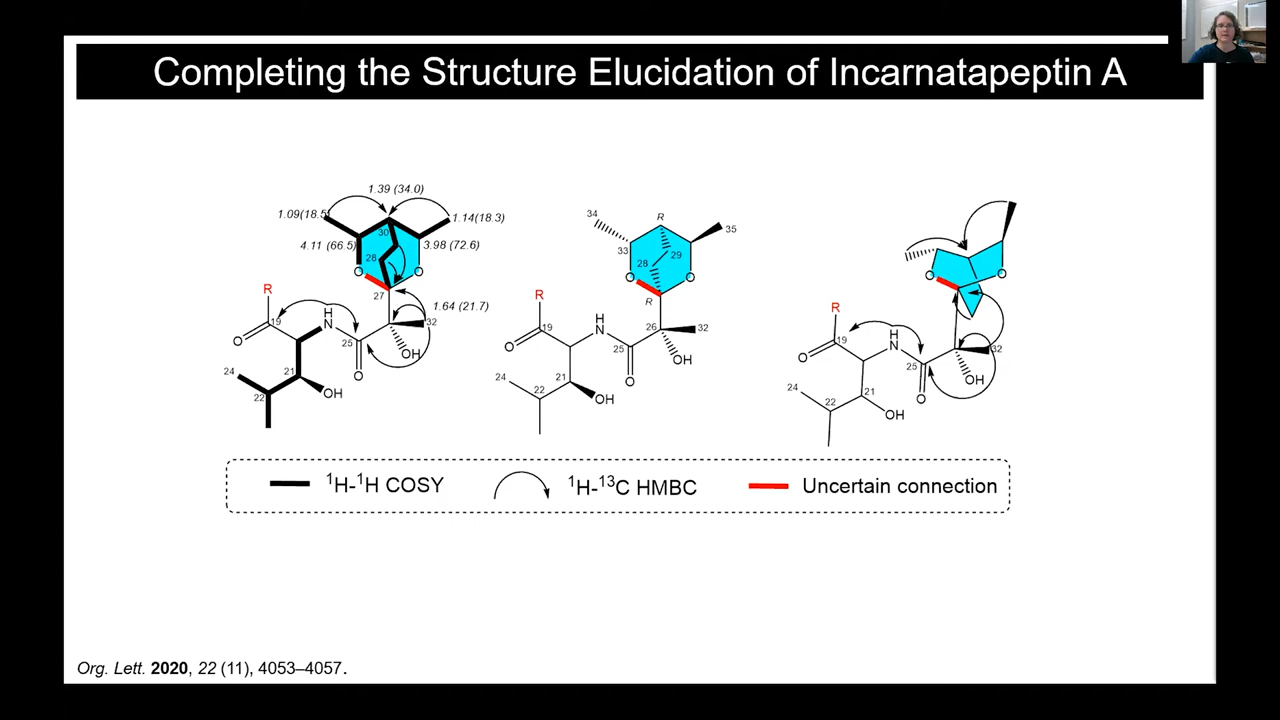 Completing the Structure Elucidation of Incarnatapeptin A
1.39 (34.0)
1.09(18.5)
1.14(18.3)
30
4.11 (66.5)
3.98 (72.6)
28
O
O
27
R
1.64 (21.7)
H
N
19
32
O
25
OH
O
24
21
22
OH
34
R
35
33
28
29
O
O
R
R
H
N
19
26
32
O
25
OH
O
24
21
22
OH
O
O
R
H
N
19
32
O
25
OH
O
24
22
21
OH
1H-1H COSY
1H-13C HMBC
Uncertain connection
Org. Lett. 2020, 22 (11), 4053–4057.